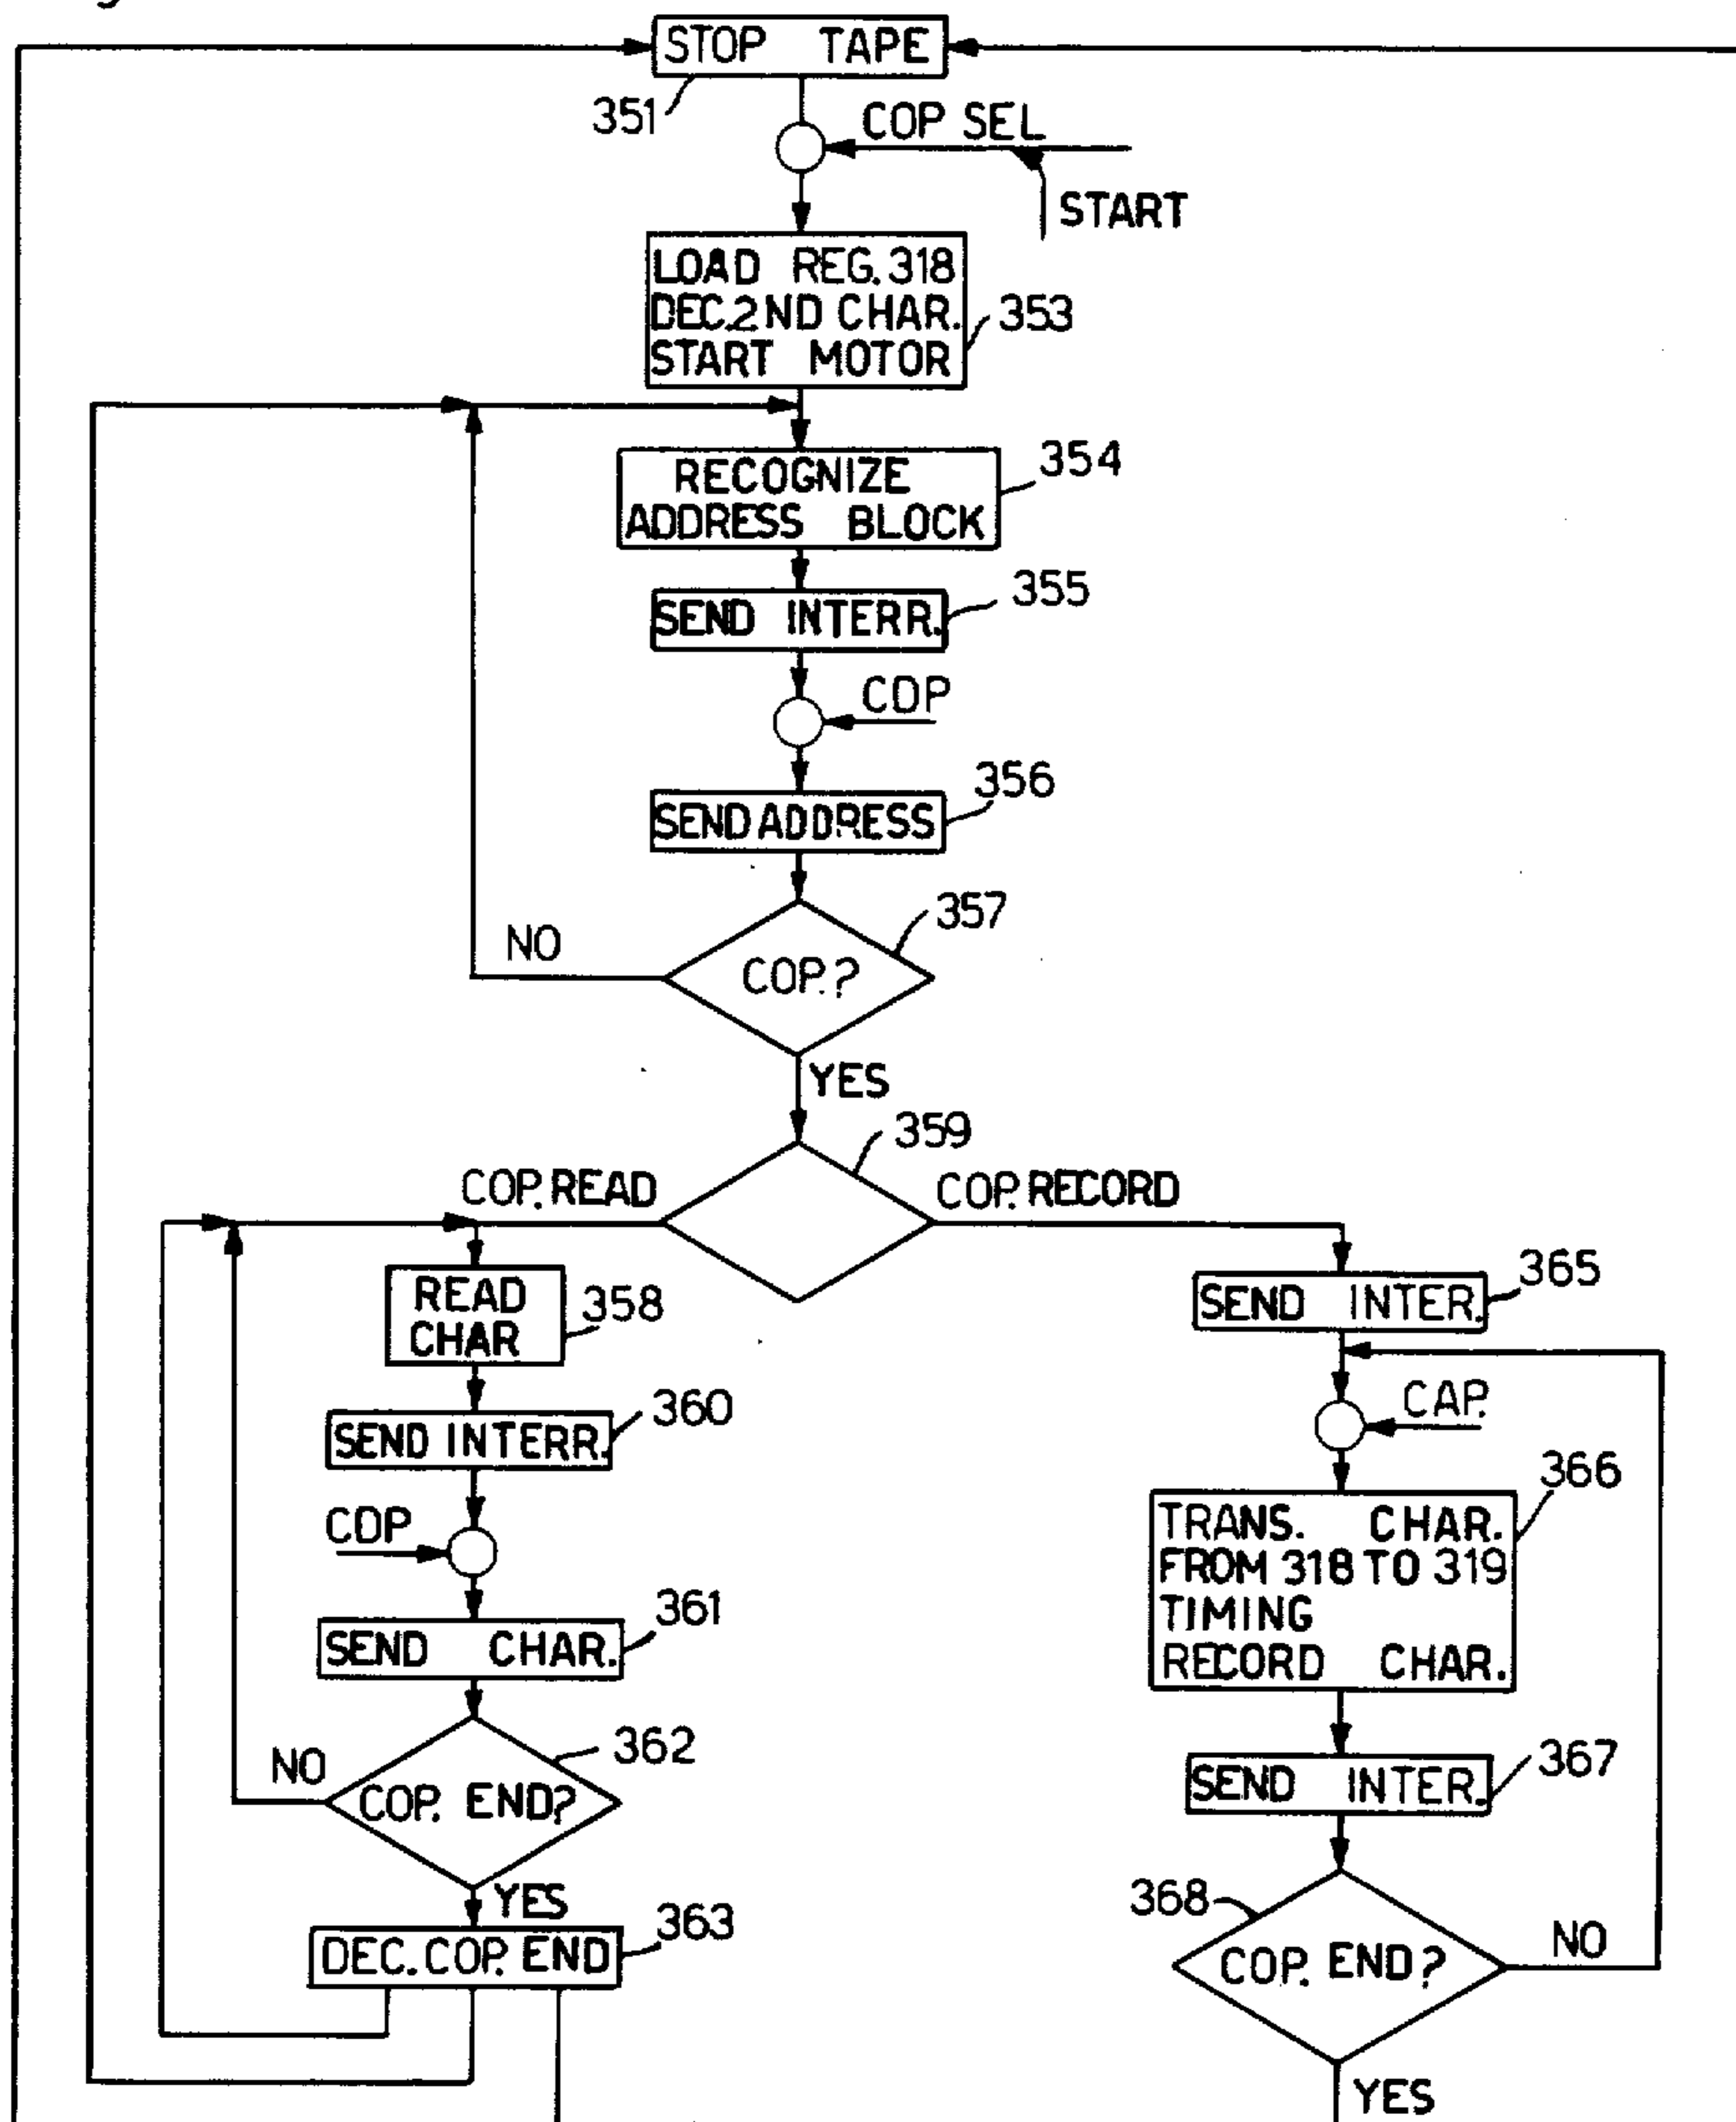 STOP TAPE
351
COP SEL
START
LOAD REG. 318
DEC.2ND CHAR.
START MOTOR
353
RECOGNIZE
ADDRESS BLOCK
354
SEND INTERR.
355
CDP
SEND ADDRESS
356
357
COP.?
NO
YES
359
COP. READ
COP. RECORD
READ
CHAR
358
SEND INTER.
365
SEND INTERR.
360
CAP.
CDP
TRANS. CHAR.
FROM 318 TO 319
TIMING
RECORD CHAR.
366
SEND CHAR.
361
COP. END?
362
NO
SEND INTER.
367
YES
DEC. COP. END
363
368
COP. END?
NO
YES